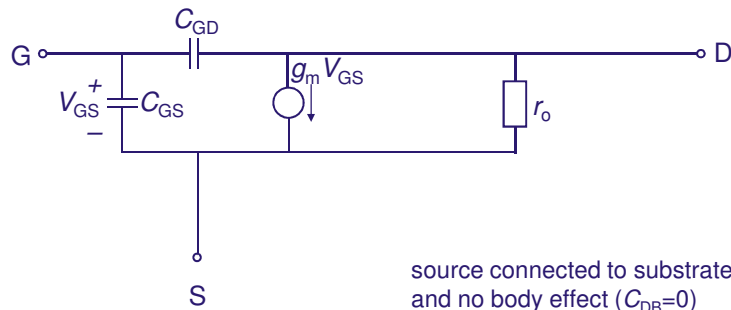 C_GD
G
D
g_m V_GS
+
V_GS
C_GS
–
r_o
S
source connected to substrate
and no body effect (C_DB=0)